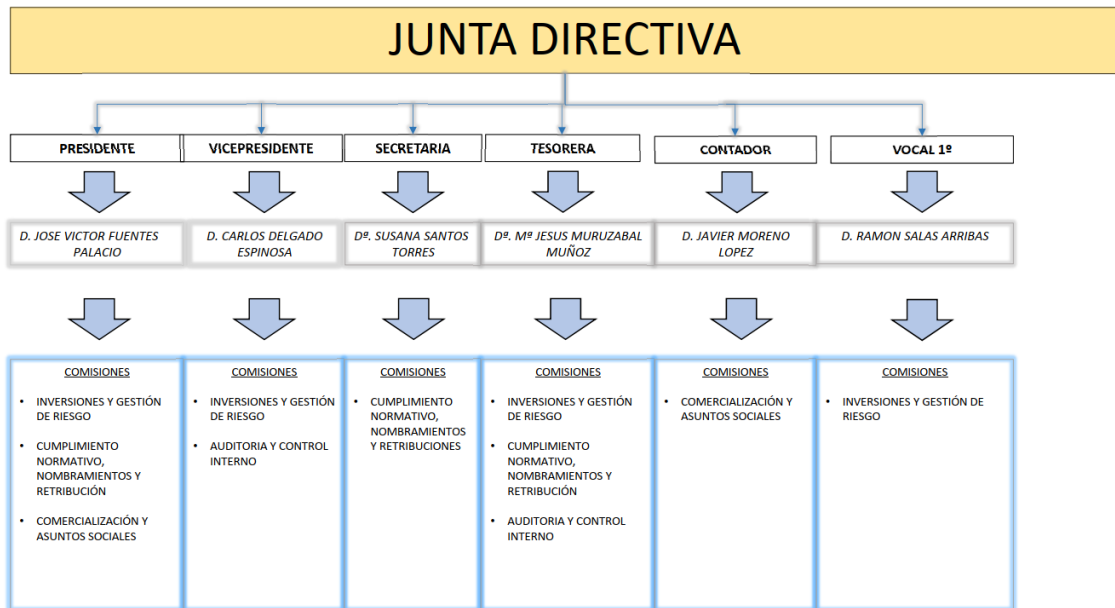 JUNTA DIRECTIVA
PRESIDENTE
VICEPRESIDENTE
SECRETARIA
TESORERA
CONTADOR
VOCAL 1º
D. JOSE VICTOR FUENTES
PALACIO
D. CARLOS DELGADO
ESPINOSA
Dª. SUSANA SANTOS
TORRES
Dª. Mª JESUS MURUZABAL
MUÑOZ
D. JAVIER MORENO
LOPEZ
D. RAMON SALAS ARRIBAS
COMISIONES
• INVERSIONES Y GESTIÓN
DE RIESGO
• CUMPLIMIENTO
NORMATIVO,
NOMBRAMIENTOS Y
RETRIBUCIÓN
• COMERCIALIZACIÓN Y
ASUNTOS SOCIALES
COMISIONES
• INVERSIONES Y GESTIÓN
DE RIESGO
• AUDITORIA Y CONTROL
INTERNO
COMISIONES
• CUMPLIMIENTO
NORMATIVO,
NOMBRAMIENTOS
Y RETRIBUCIONES
COMISIONES
• INVERSIONES Y GESTIÓN
DE RIESGO
• CUMPLIMIENTO
NORMATIVO,
NOMBRAMIENTOS Y
RETRIBUCIÓN
• AUDITORIA Y CONTROL
INTERNO
COMISIONES
• COMERCIALIZACIÓN Y
ASUNTOS SOCIALES
COMISIONES
• INVERSIONES Y GESTIÓN DE
RIESGO